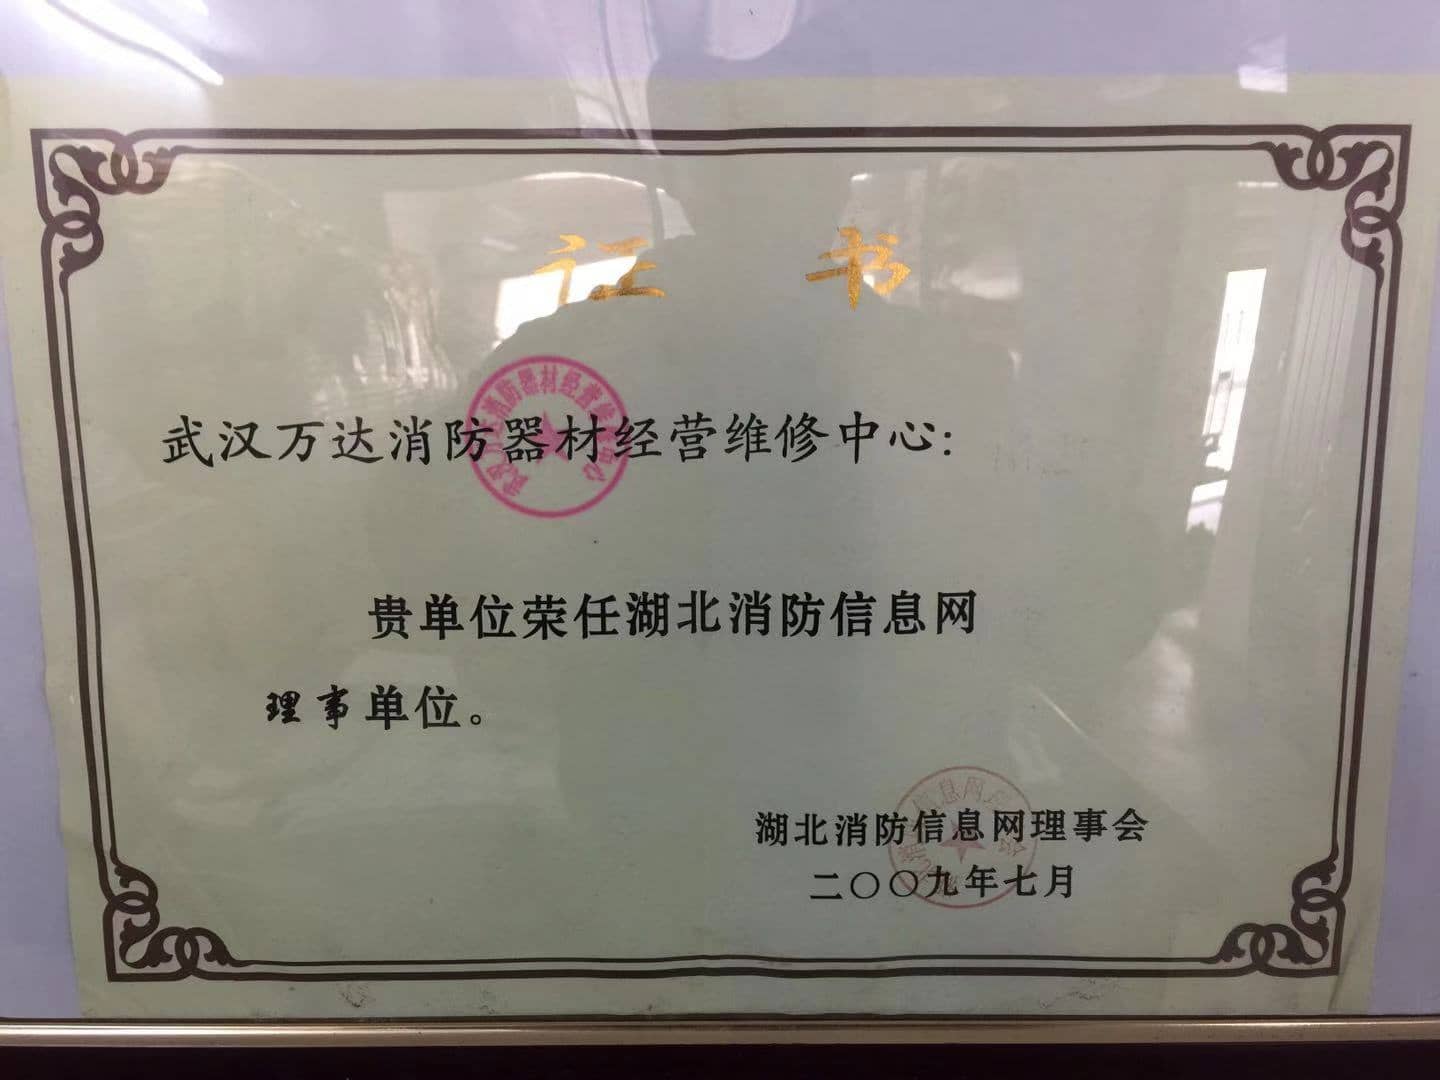 证 书
武汉万达消防器材经营维修中心:
贵单位荣任湖北消防信息网
理事单位。
湖北消防信息网理事会
二〇〇九年七月